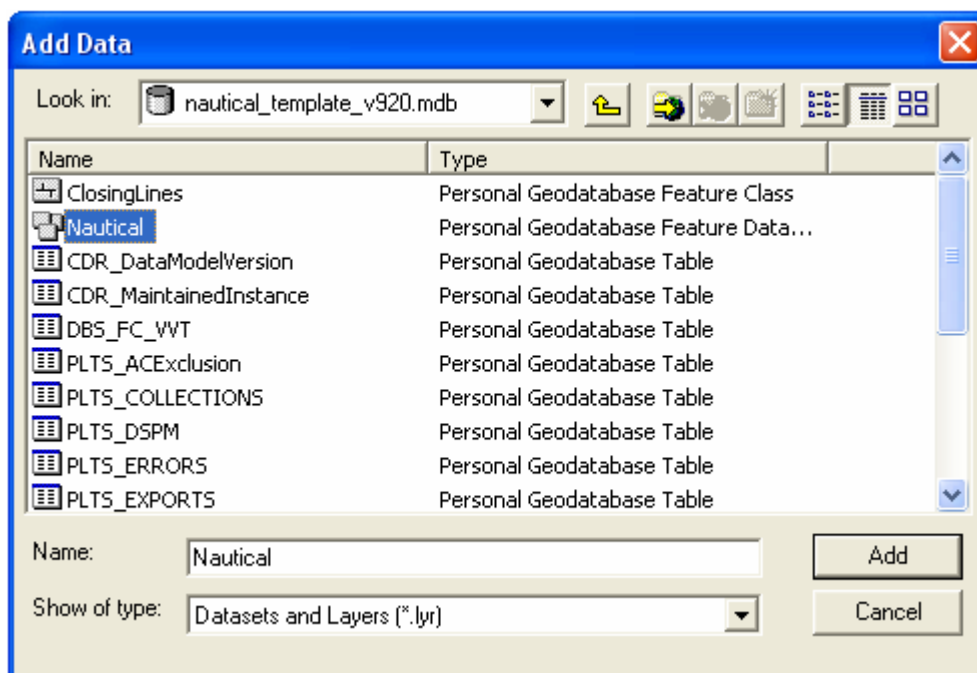 Add Data
Look in: nautical_template_v920.mdb
Name Type
ClosingLines Personal Geodatabase Feature Class
Nautical Personal Geodatabase Feature Data...
CDR_DataModelVersion Personal Geodatabase Table
CDR_MaintainedInstance Personal Geodatabase Table
DBS_FC_VVT Personal Geodatabase Table
PLTS_ACExclusion Personal Geodatabase Table
PLTS_COLLECTIONS Personal Geodatabase Table
PLTS_DSPM Personal Geodatabase Table
PLTS_ERRORS Personal Geodatabase Table
PLTS_EXPORTS Personal Geodatabase Table
Name: Nautical Add
Show of type: Datasets and Layers (*.lyr) Cancel